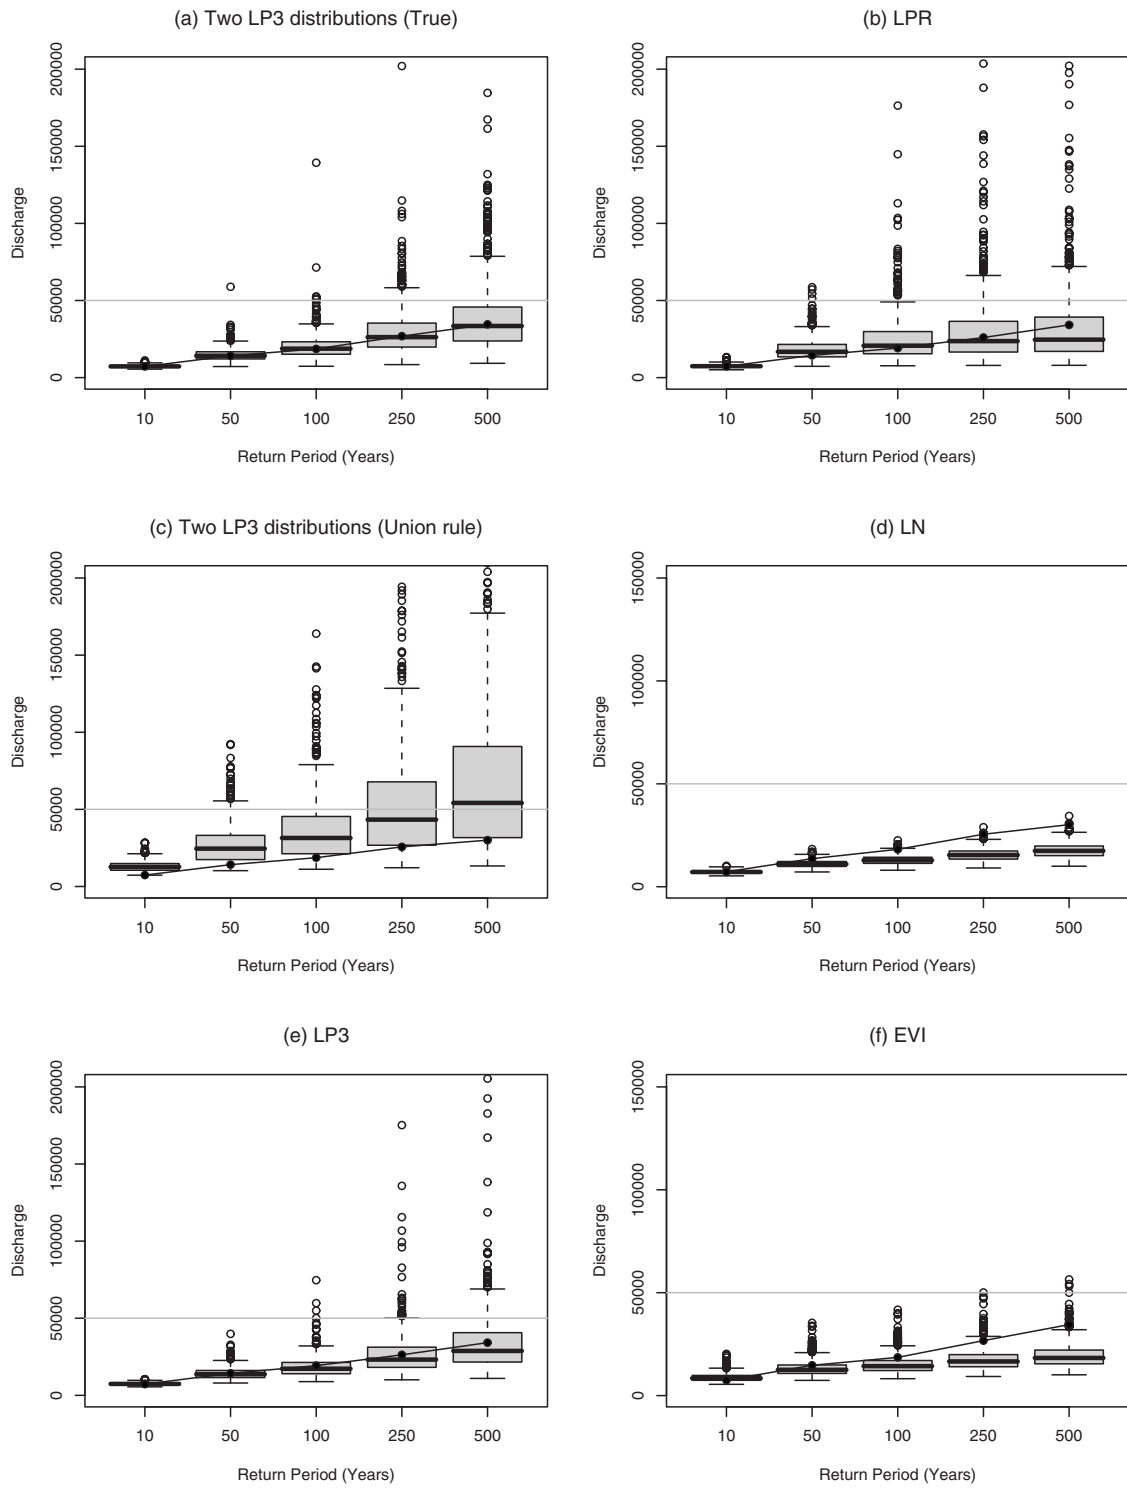 (a) Two LP3 distributions (True)
Discharge
200000
150000
100000
50000
0
10 50 100 250 500
Return Period (Years)
(b) LPR
Discharge
200000
150000
100000
50000
0
10 50 100 250 500
Return Period (Years)
(c) Two LP3 distributions (Union rule)
Discharge
200000
150000
100000
50000
0
10 50 100 250 500
Return Period (Years)
(d) LN
Discharge
150000
100000
50000
0
10 50 100 250 500
Return Period (Years)
(e) LP3
Discharge
200000
150000
100000
50000
0
10 50 100 250 500
Return Period (Years)
(f) EVI
Discharge
150000
100000
50000
0
10 50 100 250 500
Return Period (Years)